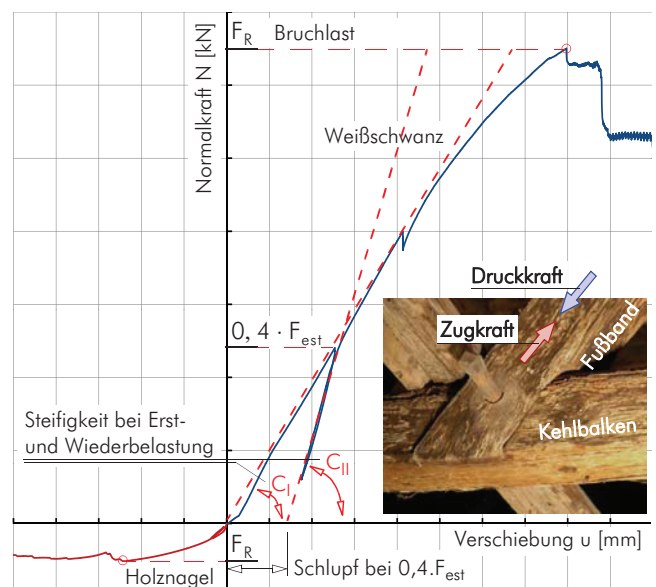 Normalkraft N [kN]
F_R Bruchlast
Weißschwanz
Druckkraft
Zugkraft
Fußband
Kehlbalken
0, 4 · F_est
Steifigkeit bei Erst-
und Wiederbelastung
C_I
C_II
Verschiebung u [mm]
F_R
Holznagel
Schlupf bei 0,4.F_est